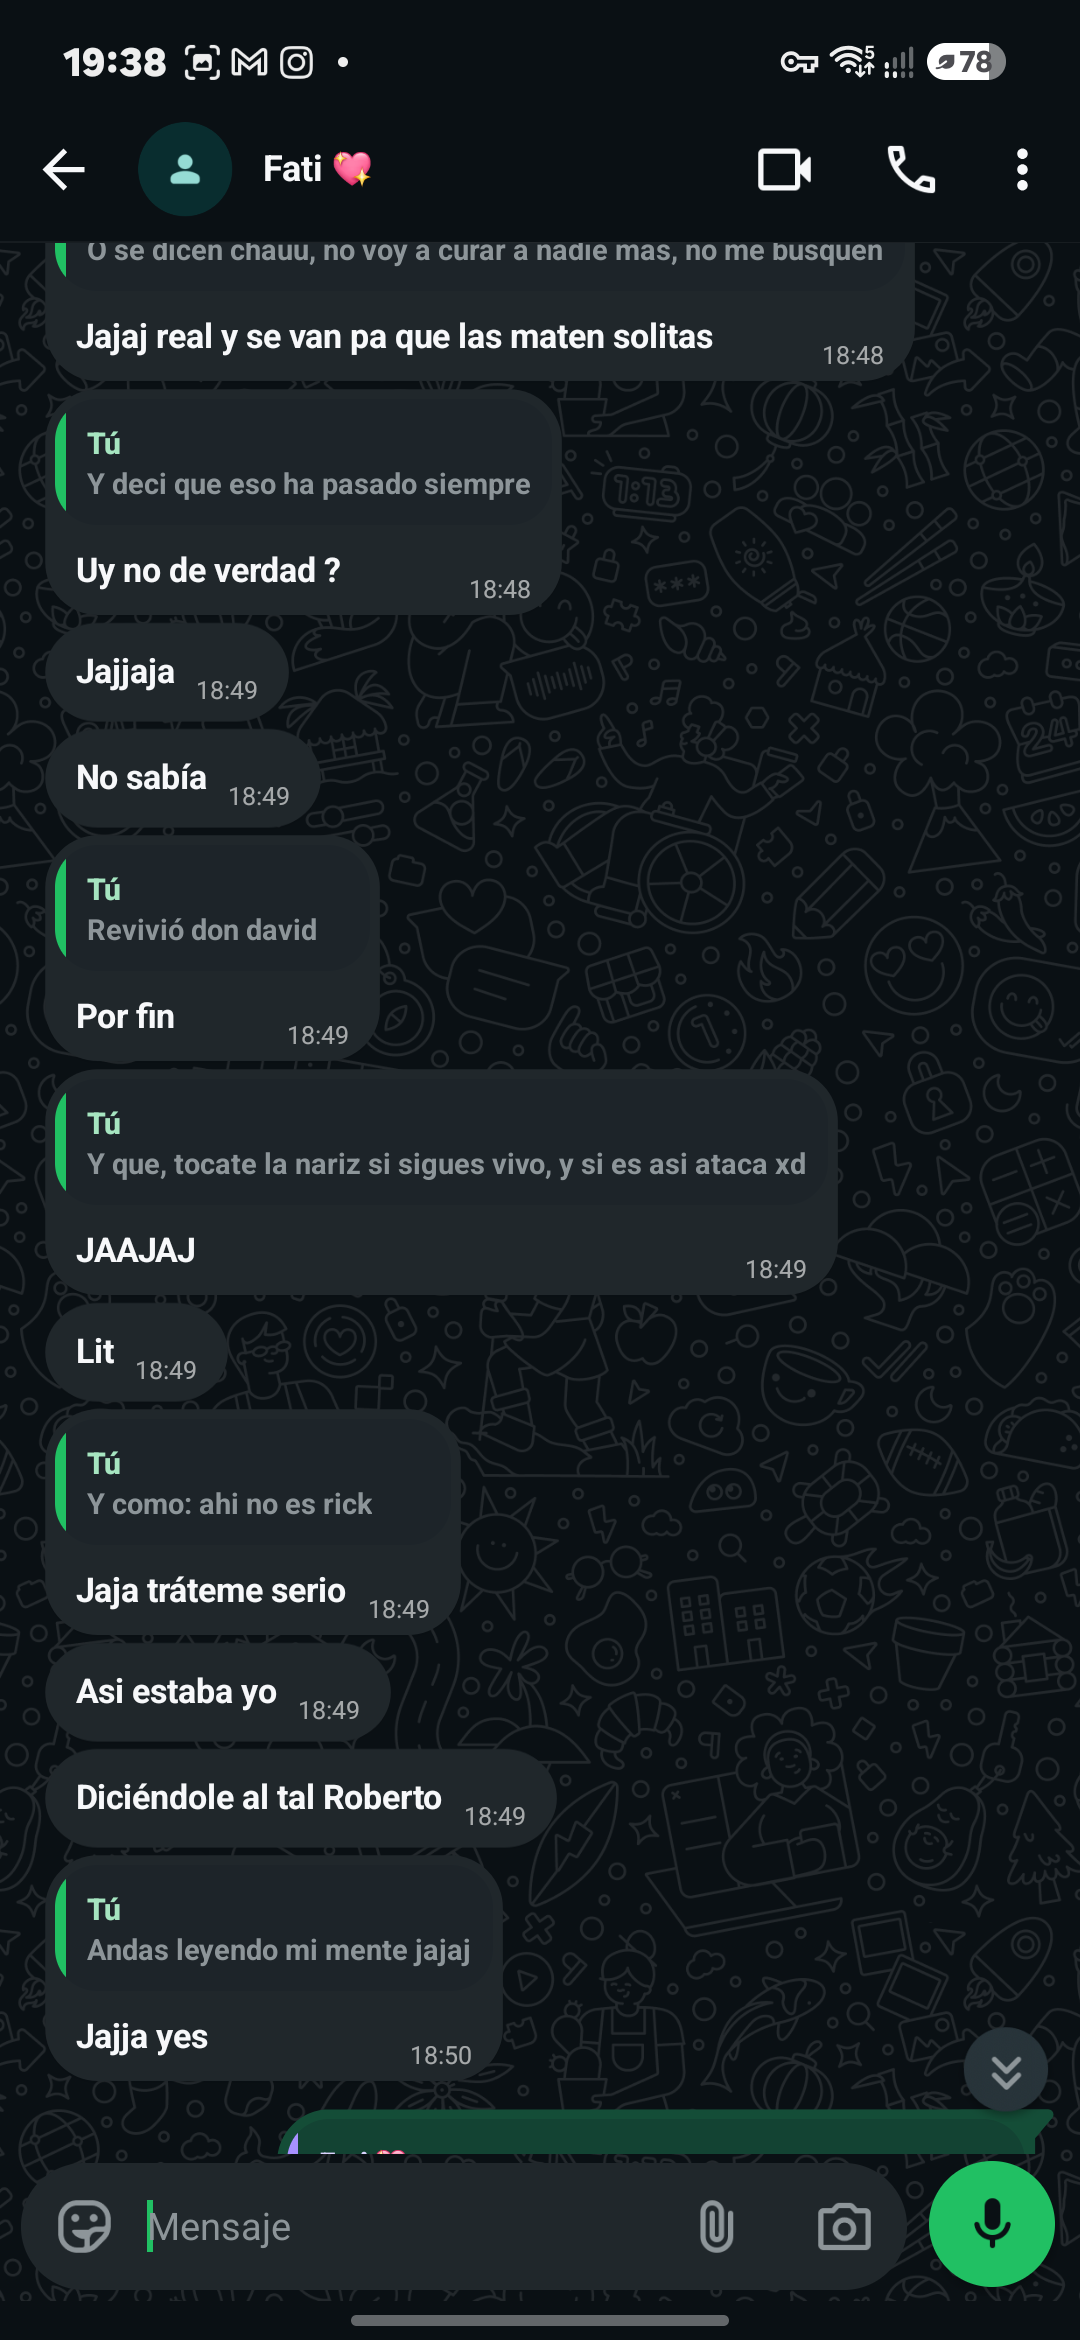 19:38
5
78
Fati 💖
O se dicen chauu, no voy a curar a nadie mas, no me busquen
Jajaj real y se van pa que las maten solitas
18:48
Tú
Y deci que eso ha pasado siempre
Uy no de verdad ?
18:48
Jajjaja 18:49
No sabía 18:49
Tú
Revivió don david
Por fin
18:49
Tú
Y que, tocate la nariz si sigues vivo, y si es asi ataca xd
JAAJAJ
18:49
Lit 18:49
Tú
Y como: ahi no es rick
Jaja tráteme serio 18:49
Asi estaba yo 18:49
Diciéndole al tal Roberto 18:49
Tú
Andas leyendo mi mente jajaj
Jajja yes
18:50
Mensaje